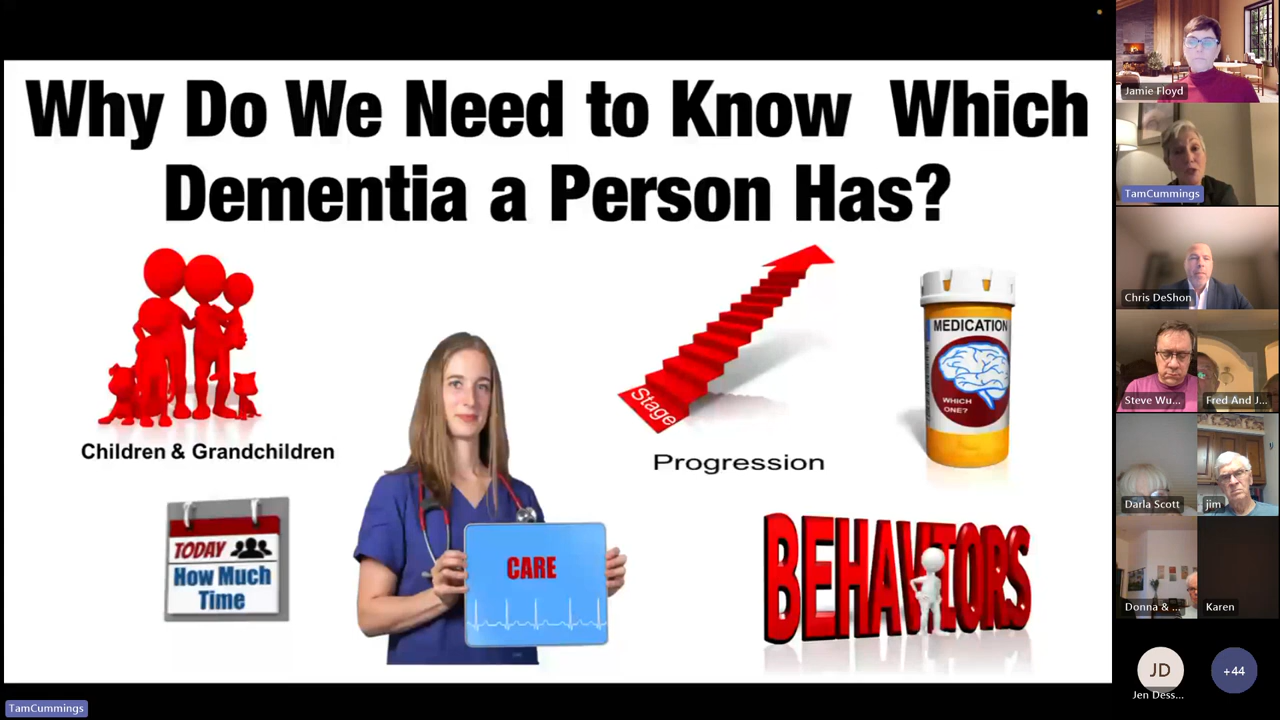 Why Do We Need to Know Which
Dementia a Person Has?
Children & Grandchildren
Stage
Progression
MEDICATION
WHICH
ONE?
TODAY
How Much
Time
CARE
BEHAVIORS
TamCummings
Jamie Floyd
TamCummings
Chris DeShon
Steve Wu...
Fred And J...
Darla Scott
jim
Donna & ...
Karen
JD
Jen Dess...
+44